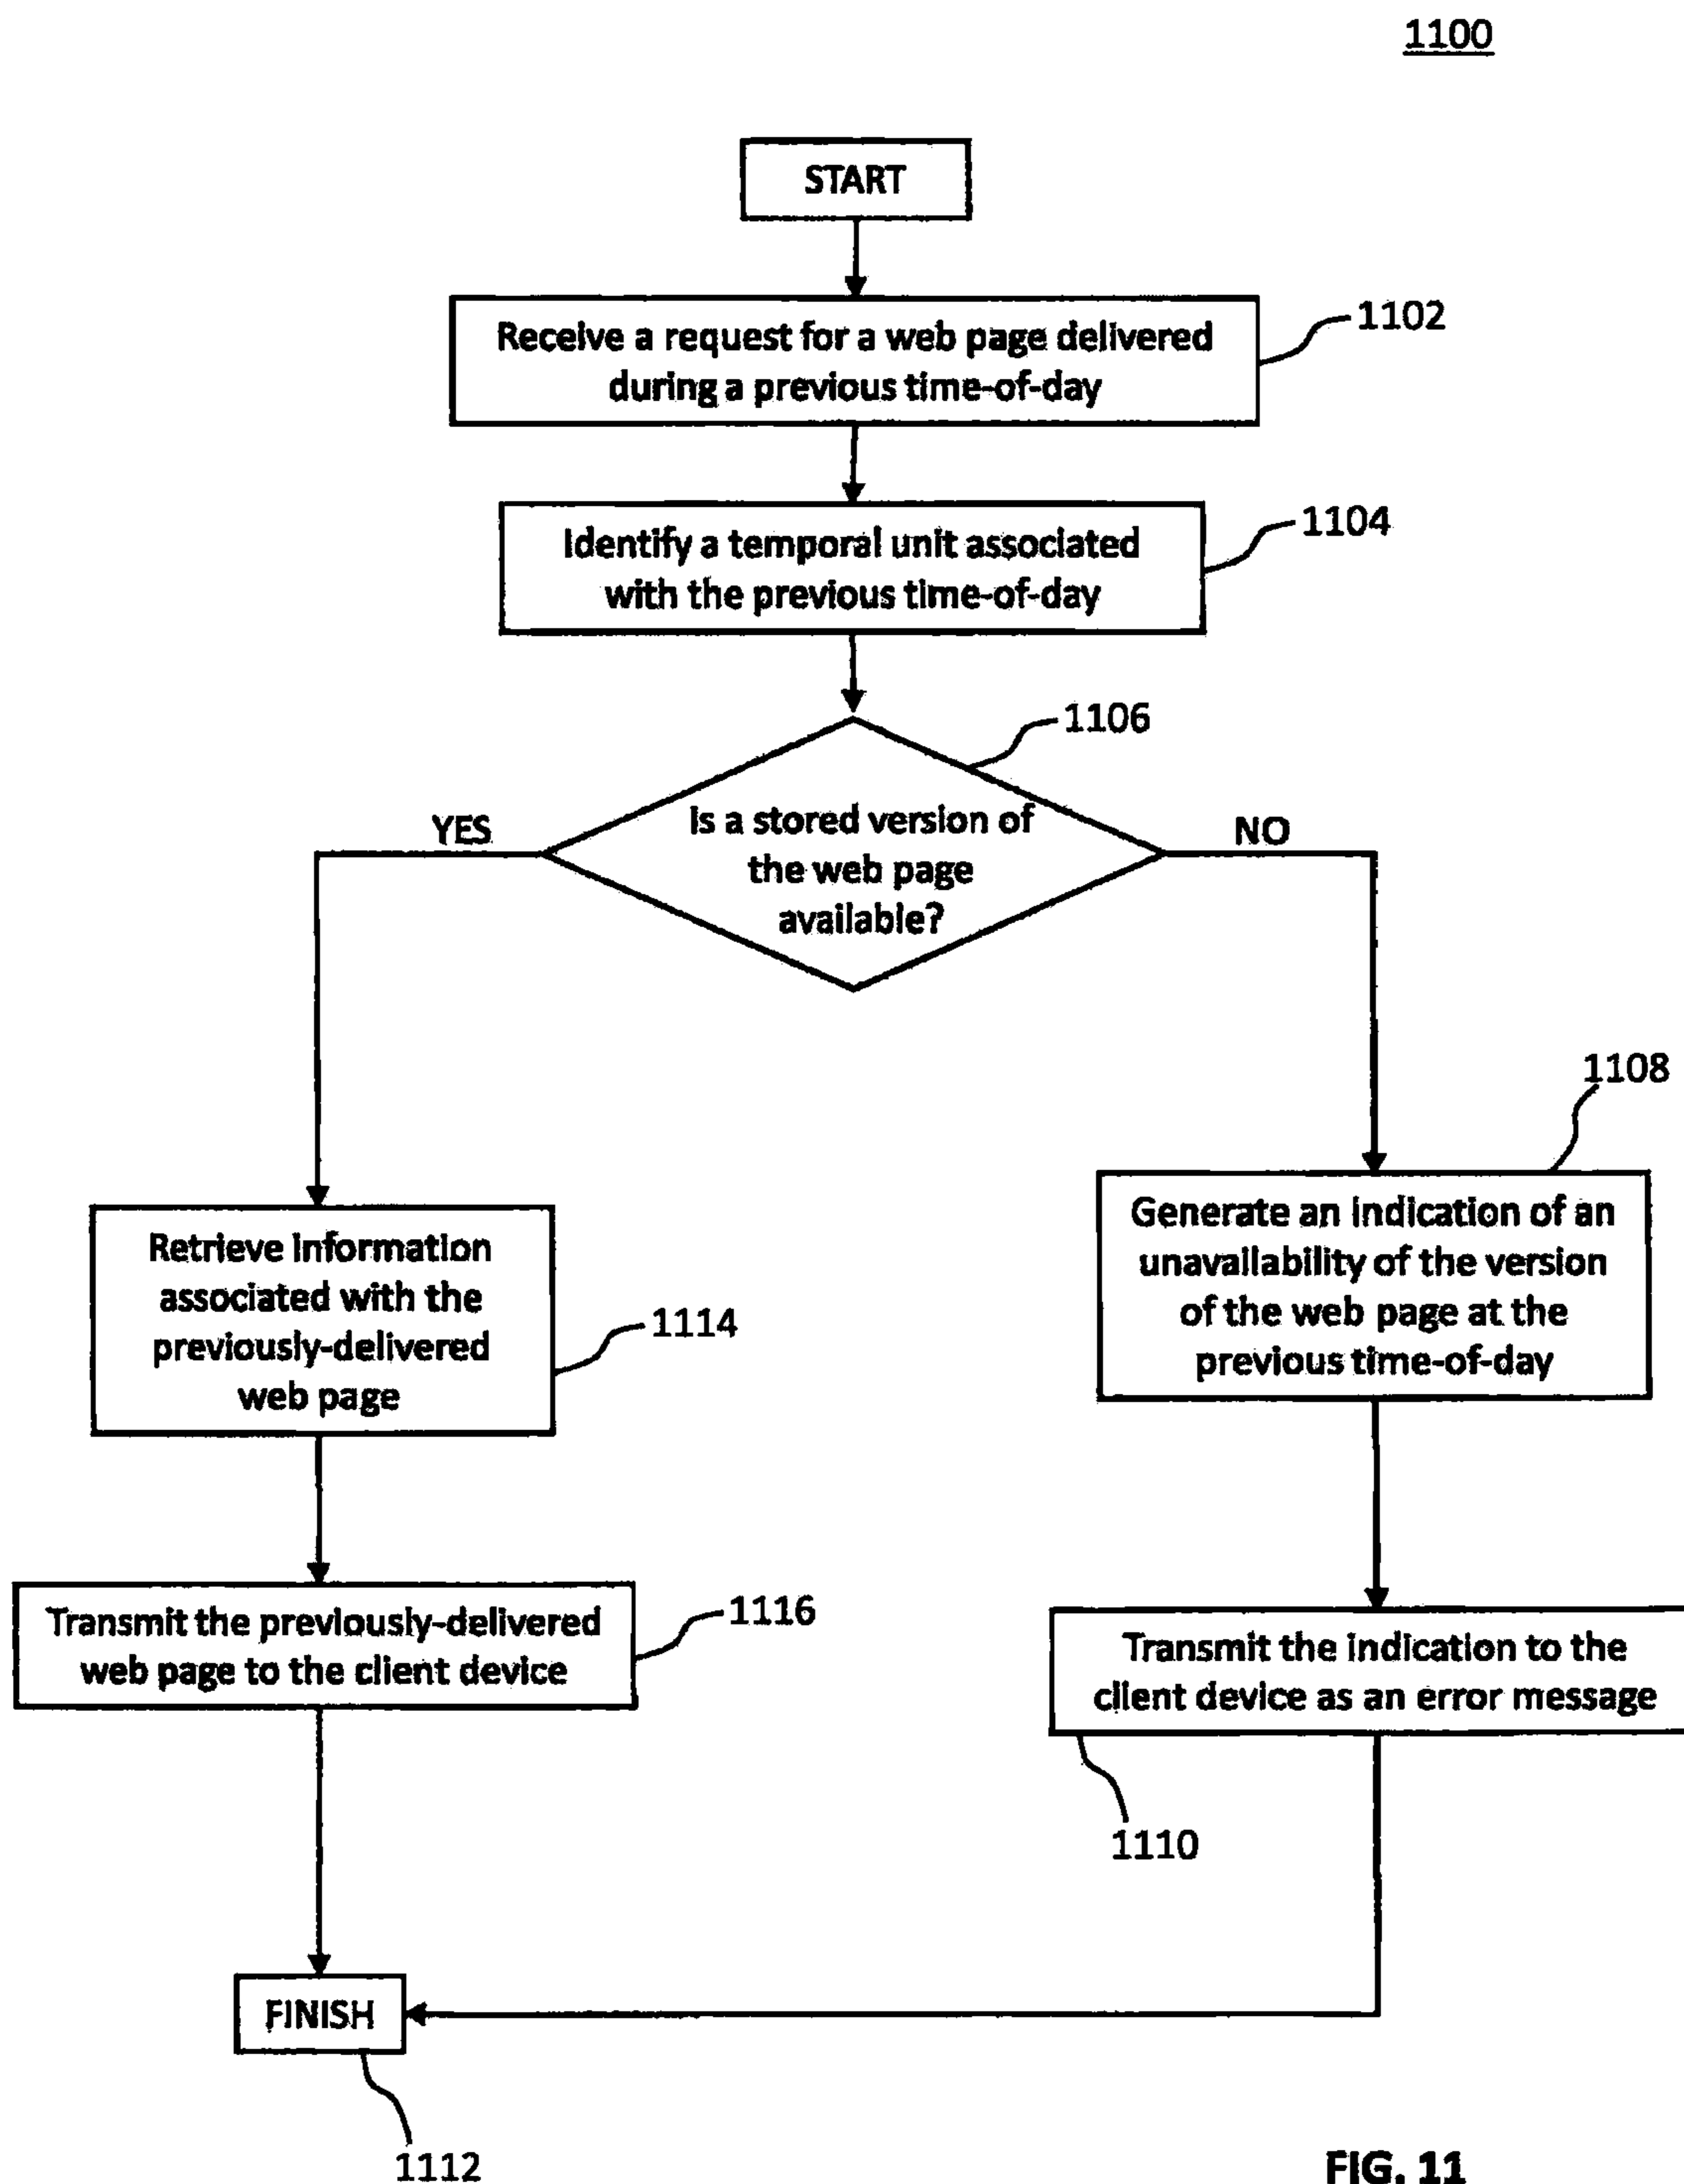 1100
START
Receive a request for a web page delivered
during a previous time-of-day
1102
Identify a temporal unit associated
with the previous time-of-day
1104
1106
Is a stored version of
the web page
available?
YES
NO
1108
Generate an indication of an
unavailability of the version
of the web page at the
previous time-of-day
Retrieve information
associated with the
previously-delivered
web page
1114
Transmit the previously-delivered
web page to the client device
1116
Transmit the indication to the
client device as an error message
1110
FINISH
1112
FIG. 11